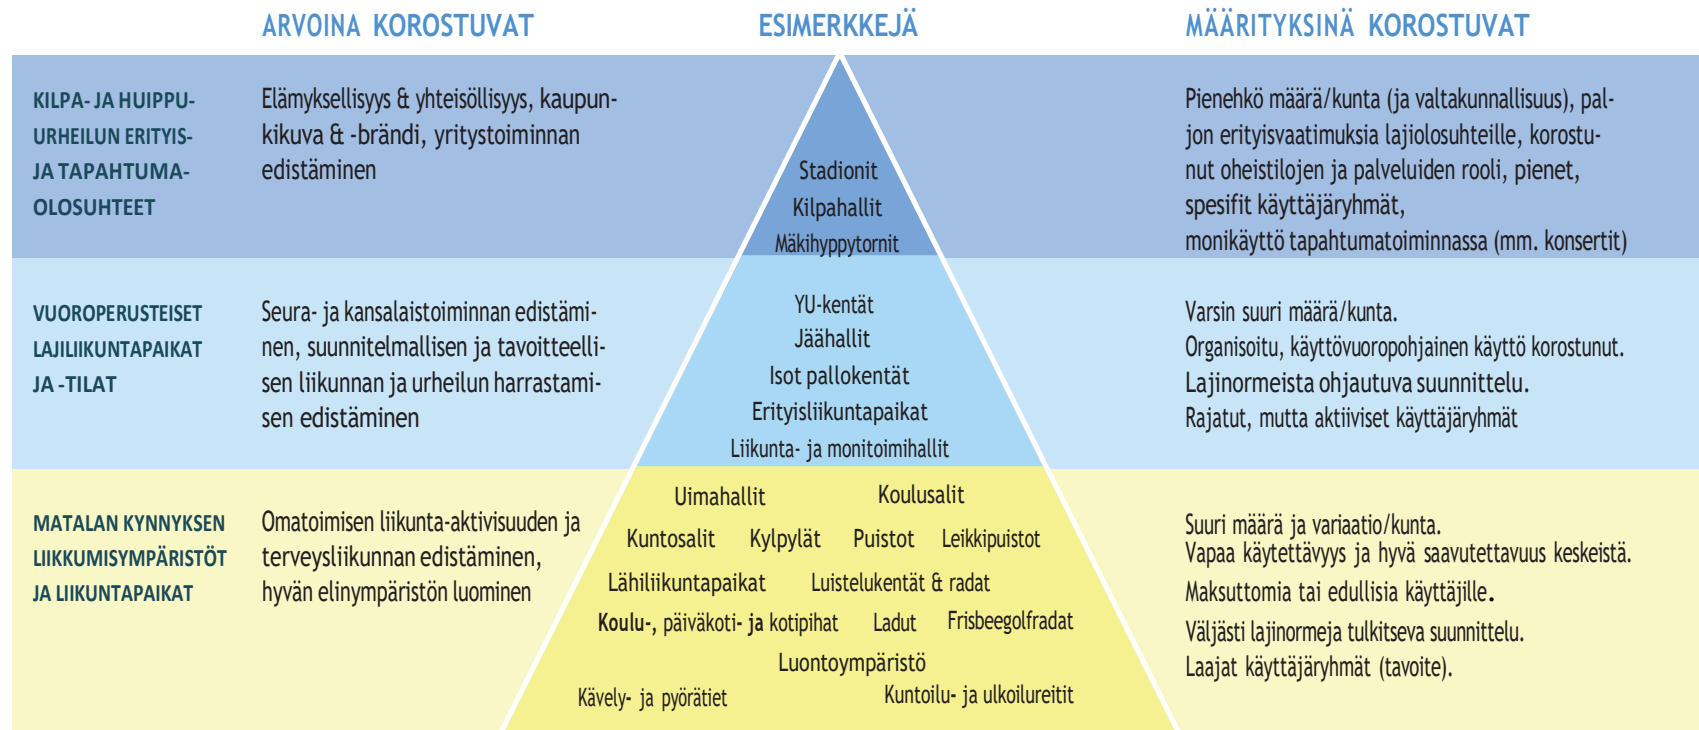 ARVOINA KOROSTUVAT
ESIMERKKEJÄ
MÄÄRITYKSINÄ KOROSTUVAT
KILPA- JA HUIPPU-
URHEILUN ERITYIS-
JA TAPAHTUMA-
OLOSUHTEET
Elämyksellisyys & yhteisöllisyys, kaupun-
kikuva & -brändi, yritystoiminnan
edistäminen
Stadionit
Kilpahallit
Mäkihyppytornit
Pienehkö määrä/kunta (ja valtakunnallisuus), pal-
jon erityisvaatimuksia lajiolosuhteille, korostu-
nut oheistilojen ja palveluiden rooli, pienet,
spesifit käyttäjäryhmät,
monikäyttö tapahtumatoiminnassa (mm. konsertit)
VUOROPERUSTEISET
LAJILIIKUNTAPAIKAT
JA -TILAT
Seura- ja kansalaistoiminnan edistämi-
nen, suunnitelmallisen ja tavoitteelli-
sen liikunnan ja urheilun harrastami-
sen edistäminen
YU-kentät
Jäähallit
Isot pallokentät
Erityisliikuntapaikat
Liikunta- ja monitoimihallit
Varsin suuri määrä/kunta.
Organisoitu, käyttövuoropohjainen käyttö korostunut.
Lajinormeista ohjautuva suunnittelu.
Rajatut, mutta aktiiviset käyttäjäryhmät
MATALAN KYNNYKSEN
LIIKKUMISYMPÄRISTÖT
JA LIIKUNTAPAIKAT
Omatoimisen liikunta-aktivisuuden ja
terveysliikunnan edistäminen,
hyvän elinympäristön luominen
Uimahallit Koulusalit
Kuntosalit Kylpylät Puistot Leikkipuistot
Lähiliikuntapaikat Luistelukentät & radat
Koulu-, päiväkoti- ja kotipihat Ladut Frisbeegolfradat
Luontoympäristö
Kävely- ja pyörätiet Kuntoilu- ja ulkoilureitit
Suuri määrä ja variaatio/kunta.
Vapaa käytettävyys ja hyvä saavutettavuus keskeistä.
Maksuttomia tai edullisia käyttäjille.
Väljästi lajinormeja tulkitseva suunnittelu.
Laajat käyttäjäryhmät (tavoite).